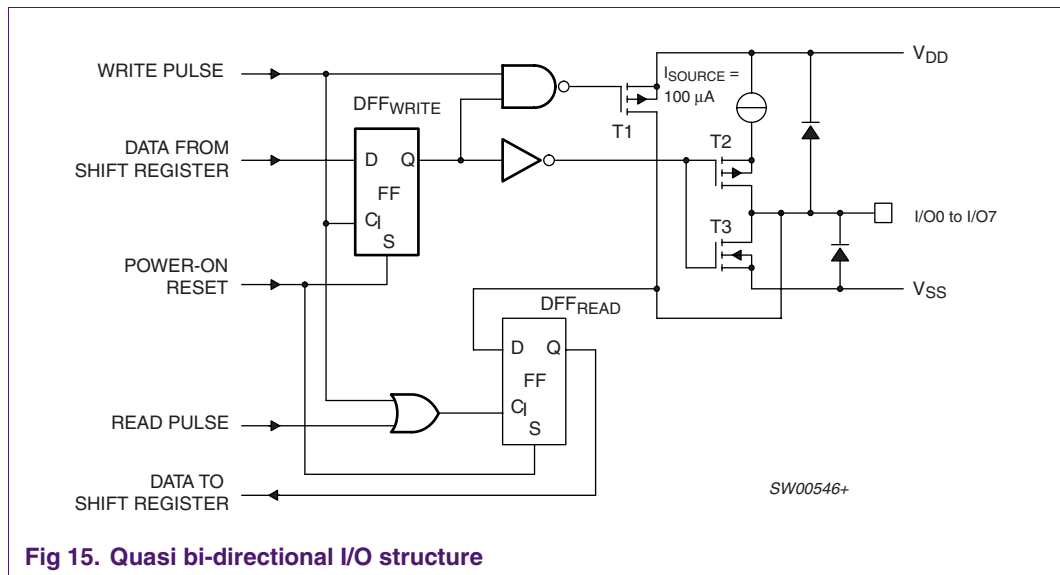 WRITE PULSE
DATA FROM
SHIFT REGISTER
POWER-ON
RESET
READ PULSE
DATA TO
SHIFT REGISTER
DFFWRITE
D Q
FF
CI
S
DFFREAD
D Q
FF
CI
S
ISOURCE =
100 μA
T1
T2
T3
VDD
I/O0 to I/O7
VSS
SW00546+
Fig 15. Quasi bi-directional I/O structure